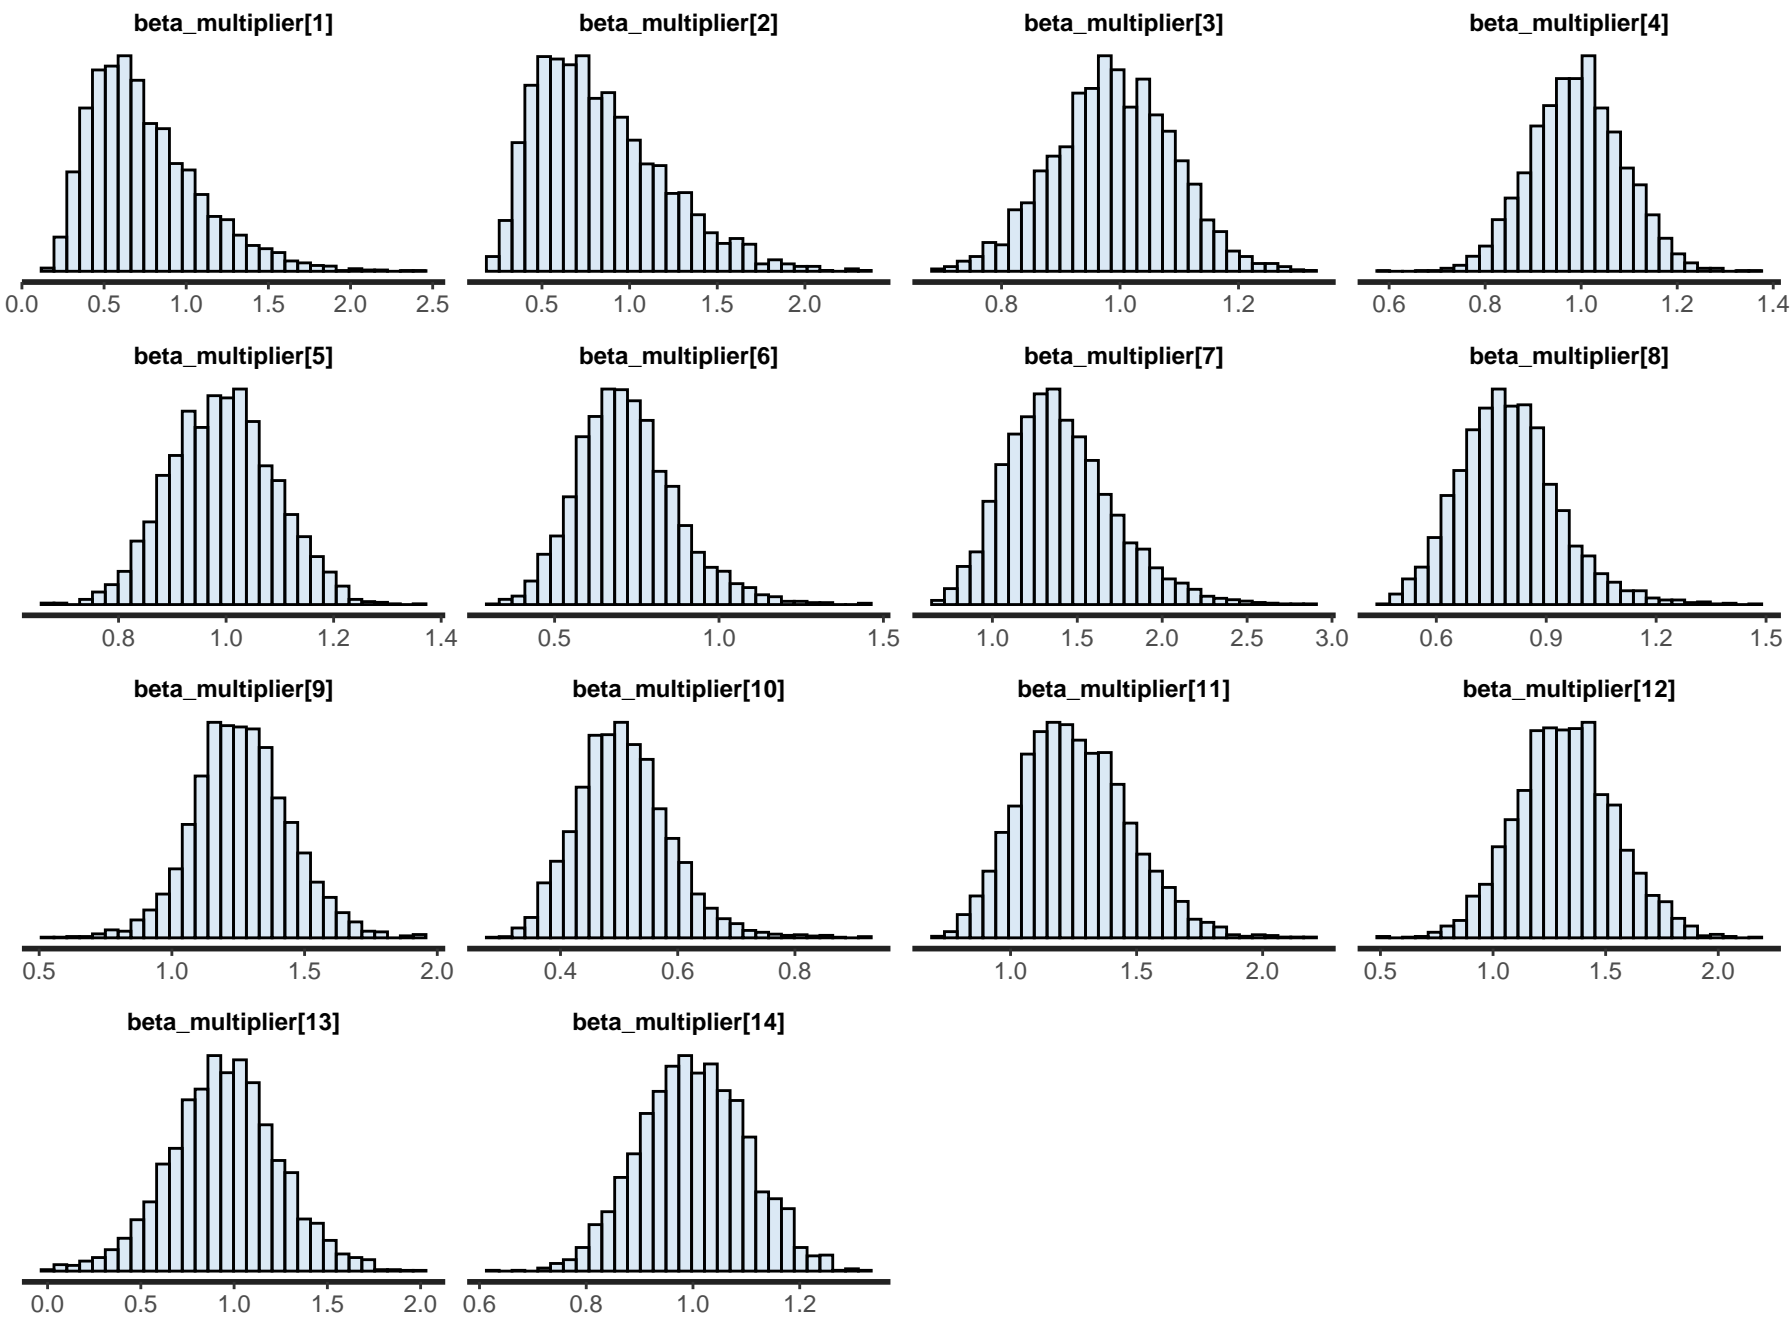 beta_multiplier[1] beta_multiplier[2] beta_multiplier[3] beta_multiplier[4]
0.0 0.5 1.0 1.5 2.0 2.5 0.5 1.0 1.5 2.0 0.8 1.0 1.2 0.6 0.8 1.0 1.2 1.4
beta_multiplier[5] beta_multiplier[6] beta_multiplier[7] beta_multiplier[8]
0.8 1.0 1.2 1.4 0.5 1.0 1.5 1.0 1.5 2.0 2.5 3.0 0.6 0.9 1.2 1.5
beta_multiplier[9] beta_multiplier[10] beta_multiplier[11] beta_multiplier[12]
0.5 1.0 1.5 2.0 0.4 0.6 0.8 1.0 1.5 2.0 0.5 1.0 1.5 2.0
beta_multiplier[13] beta_multiplier[14]
0.0 0.5 1.0 1.5 2.0 0.6 0.8 1.0 1.2